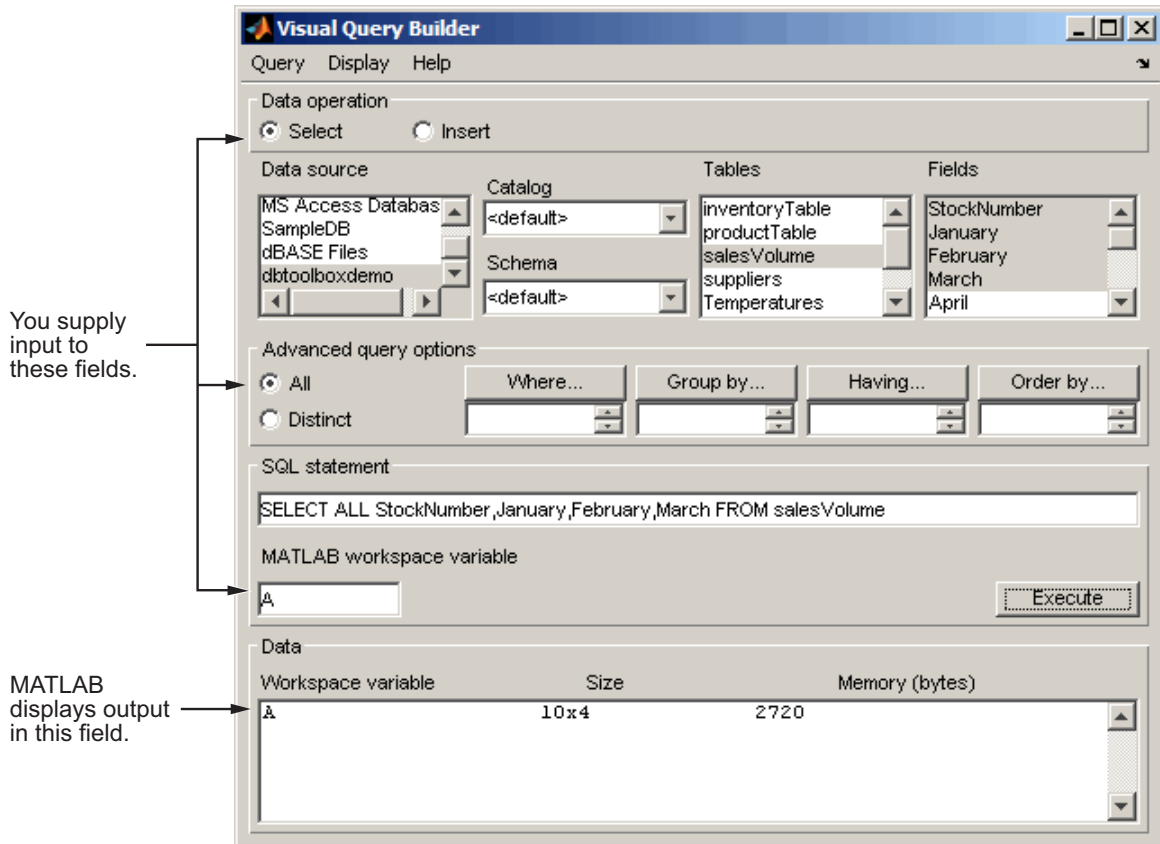 Visual Query Builder
Query Display Help
Data operation
Select Insert
Data source
MS Access Databas
SampleDB
dBASE Files
dbtoolboxdemo
Catalog
<default>
Schema
<default>
Tables
inventoryTable
productTable
salesVolume
suppliers
Temperatures
Fields
StockNumber
January
February
March
April
You supply
input to
these fields.
Advanced query options
All
Distinct
Where... Group by... Having... Order by...
SQL statement
SELECT ALL StockNumber,January,February,March FROM salesVolume
MATLAB workspace variable
A
Execute
Data
MATLAB
displays output
in this field.
Workspace variable Size Memory (bytes)
A 10x4 2720